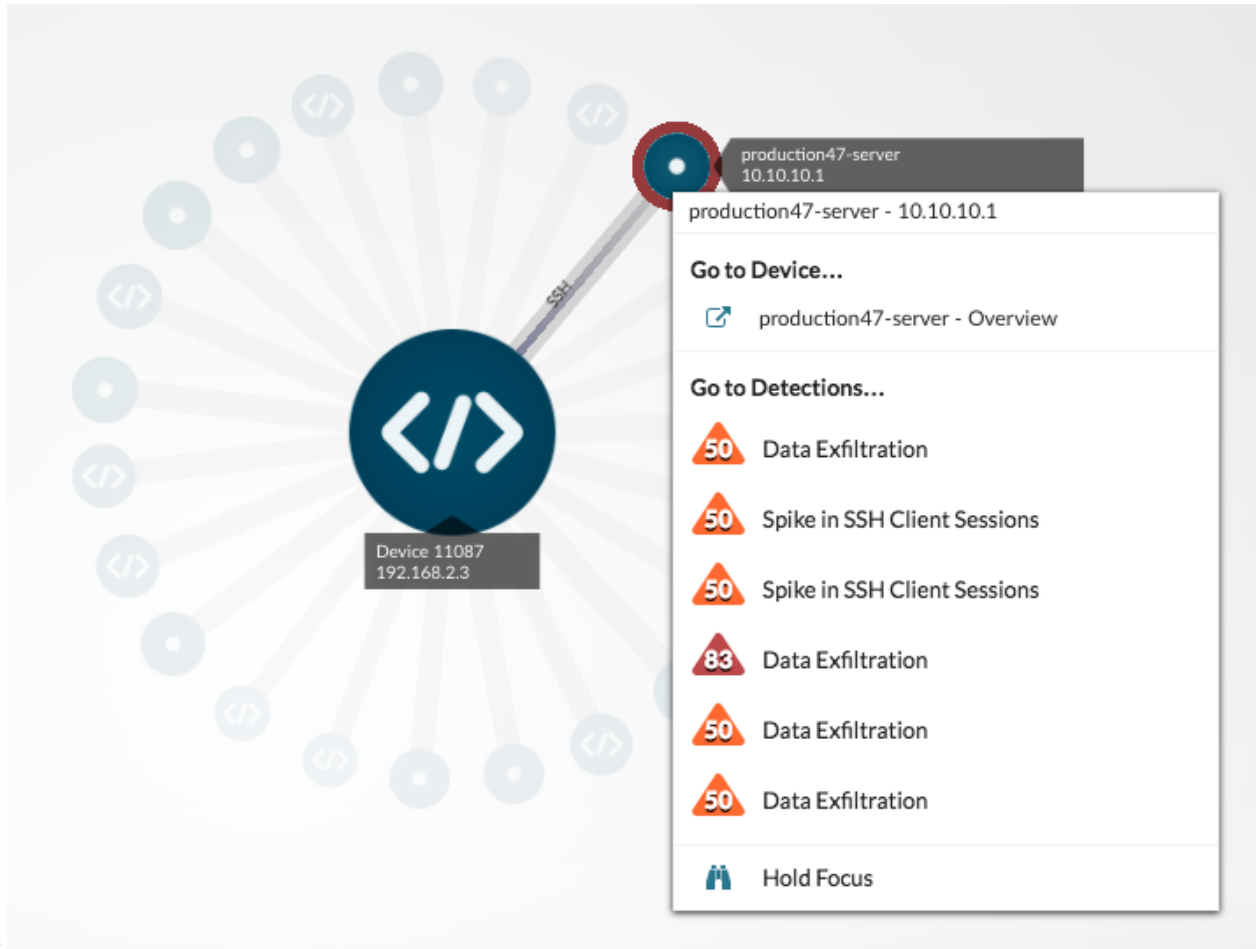 production47-server
10.10.10.1
production47-server - 10.10.10.1
Go to Device...
production47-server - Overview
Go to Detections...
50 Data Exfiltration
50 Spike in SSH Client Sessions
50 Spike in SSH Client Sessions
83 Data Exfiltration
50 Data Exfiltration
50 Data Exfiltration
Hold Focus
SSH
</>
Device 11087
192.168.2.3
</>
</>
</>
</>
</>
</>
</>
</>